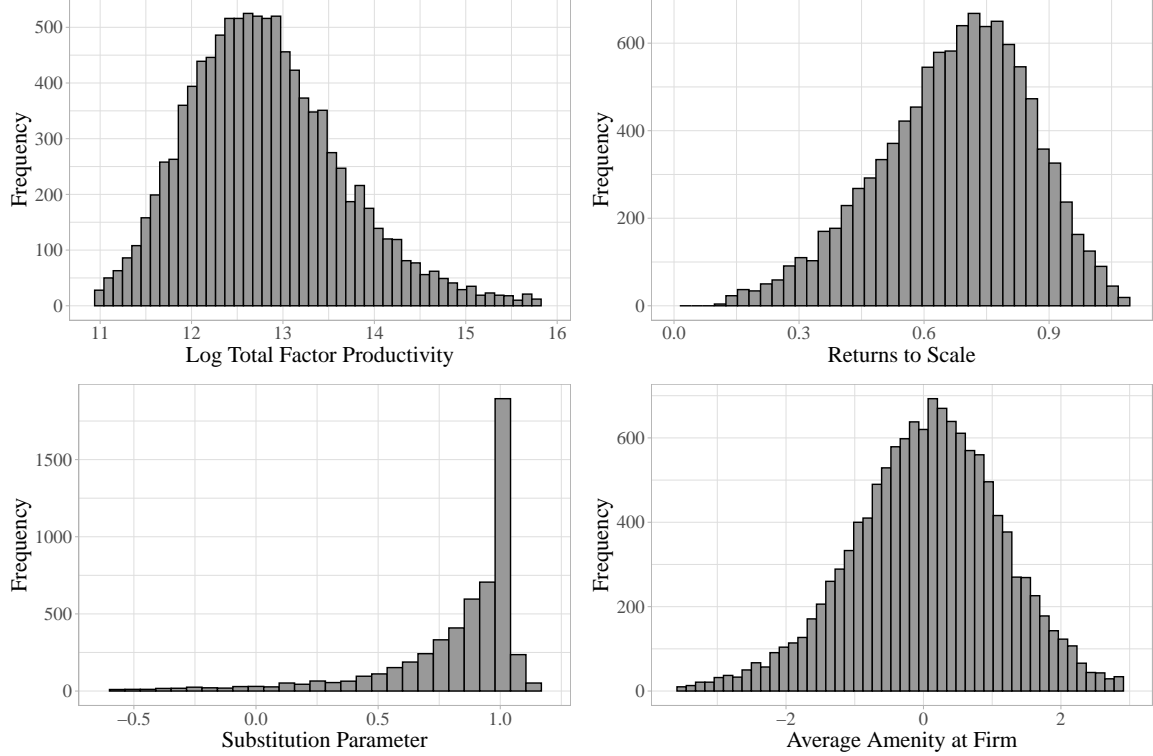 Frequency
500
400
300
200
100
0
11 12 13 14 15 16
Log Total Factor Productivity
Frequency
600
400
200
0
0.0 0.3 0.6 0.9
Returns to Scale
Frequency
1500
1000
500
0
−0.5 0.0 0.5 1.0
Substitution Parameter
Frequency
600
400
200
0
−2 0 2
Average Amenity at Firm